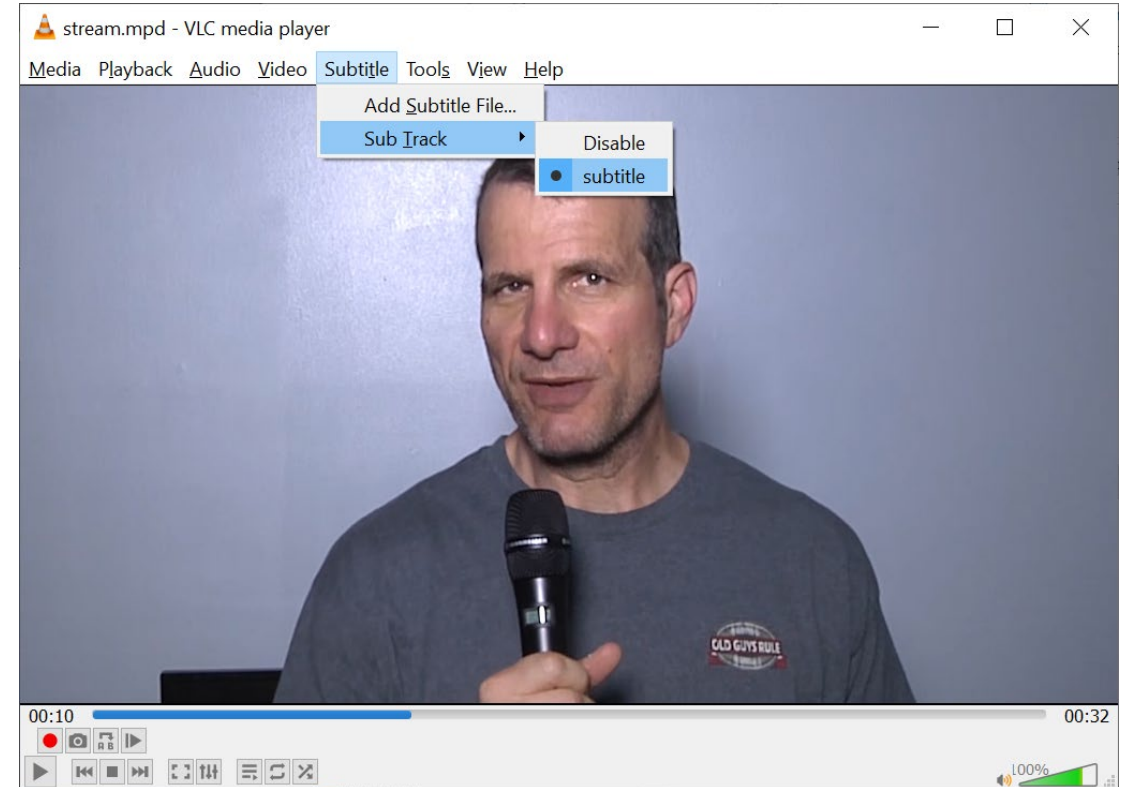 stream.mpd - VLC media player
Media Playback Audio Video Subtitle Tools View Help
Add Subtitle File...
Sub Track
Disable
subtitle
OLD GUYS RULE
00:10
00:32
A B
100%